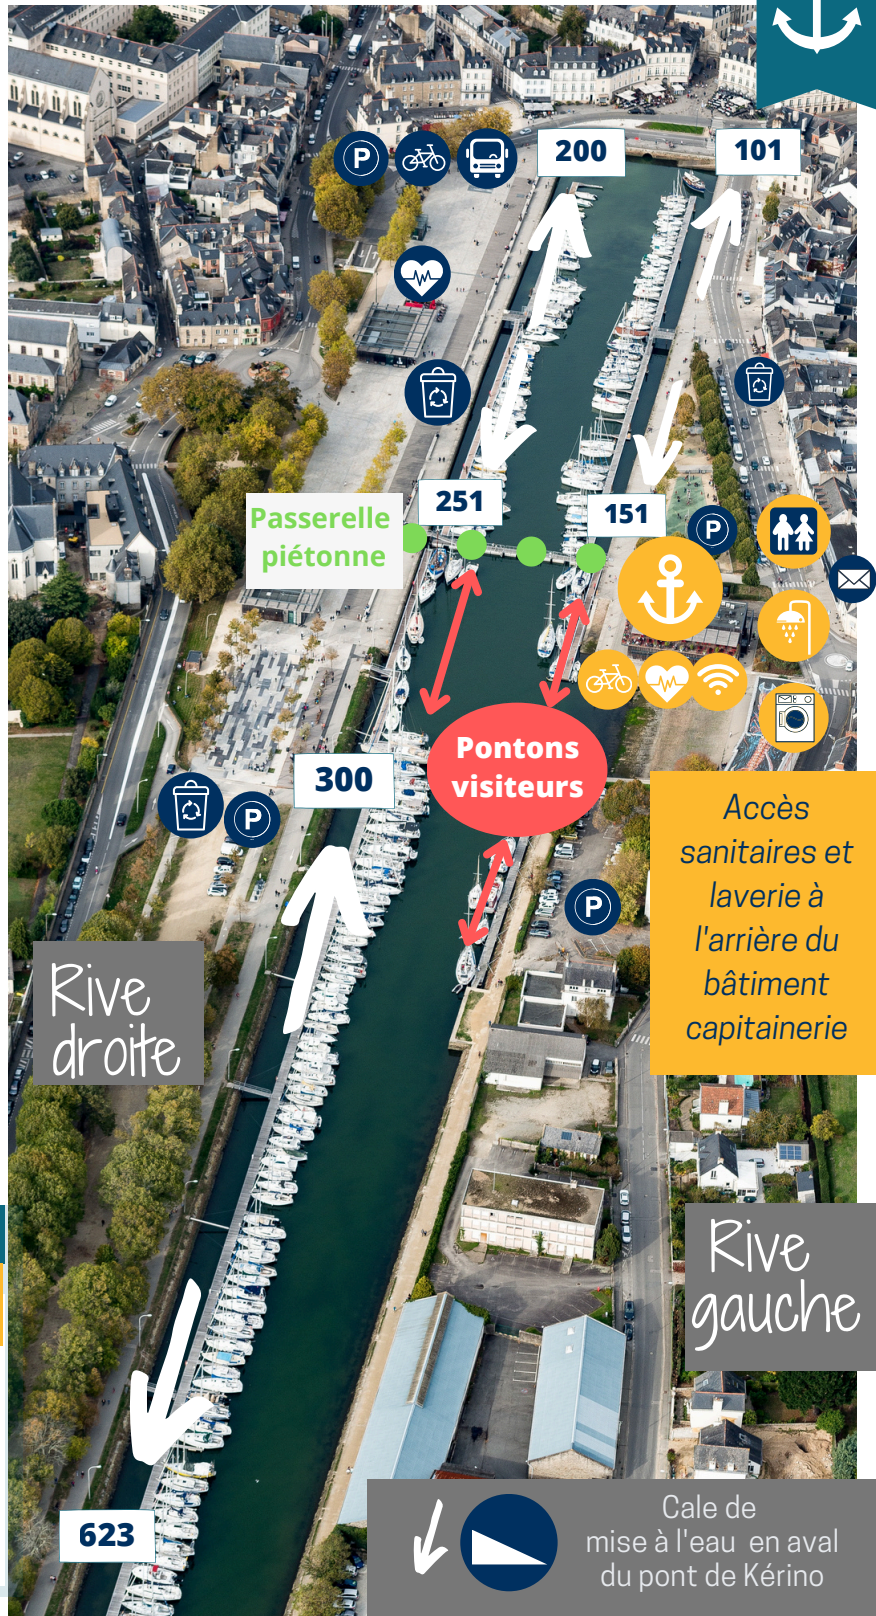 P
200
101
251
151
Passerelle
piétonne
P
Pontons
visiteurs
300
P
P
Accès
sanitaires et
laverie à
l'arrière du
bâtiment
capitainerie
Rive
droite
Rive
gauche
623
Cale de
mise à l'eau en aval
du pont de Kérino